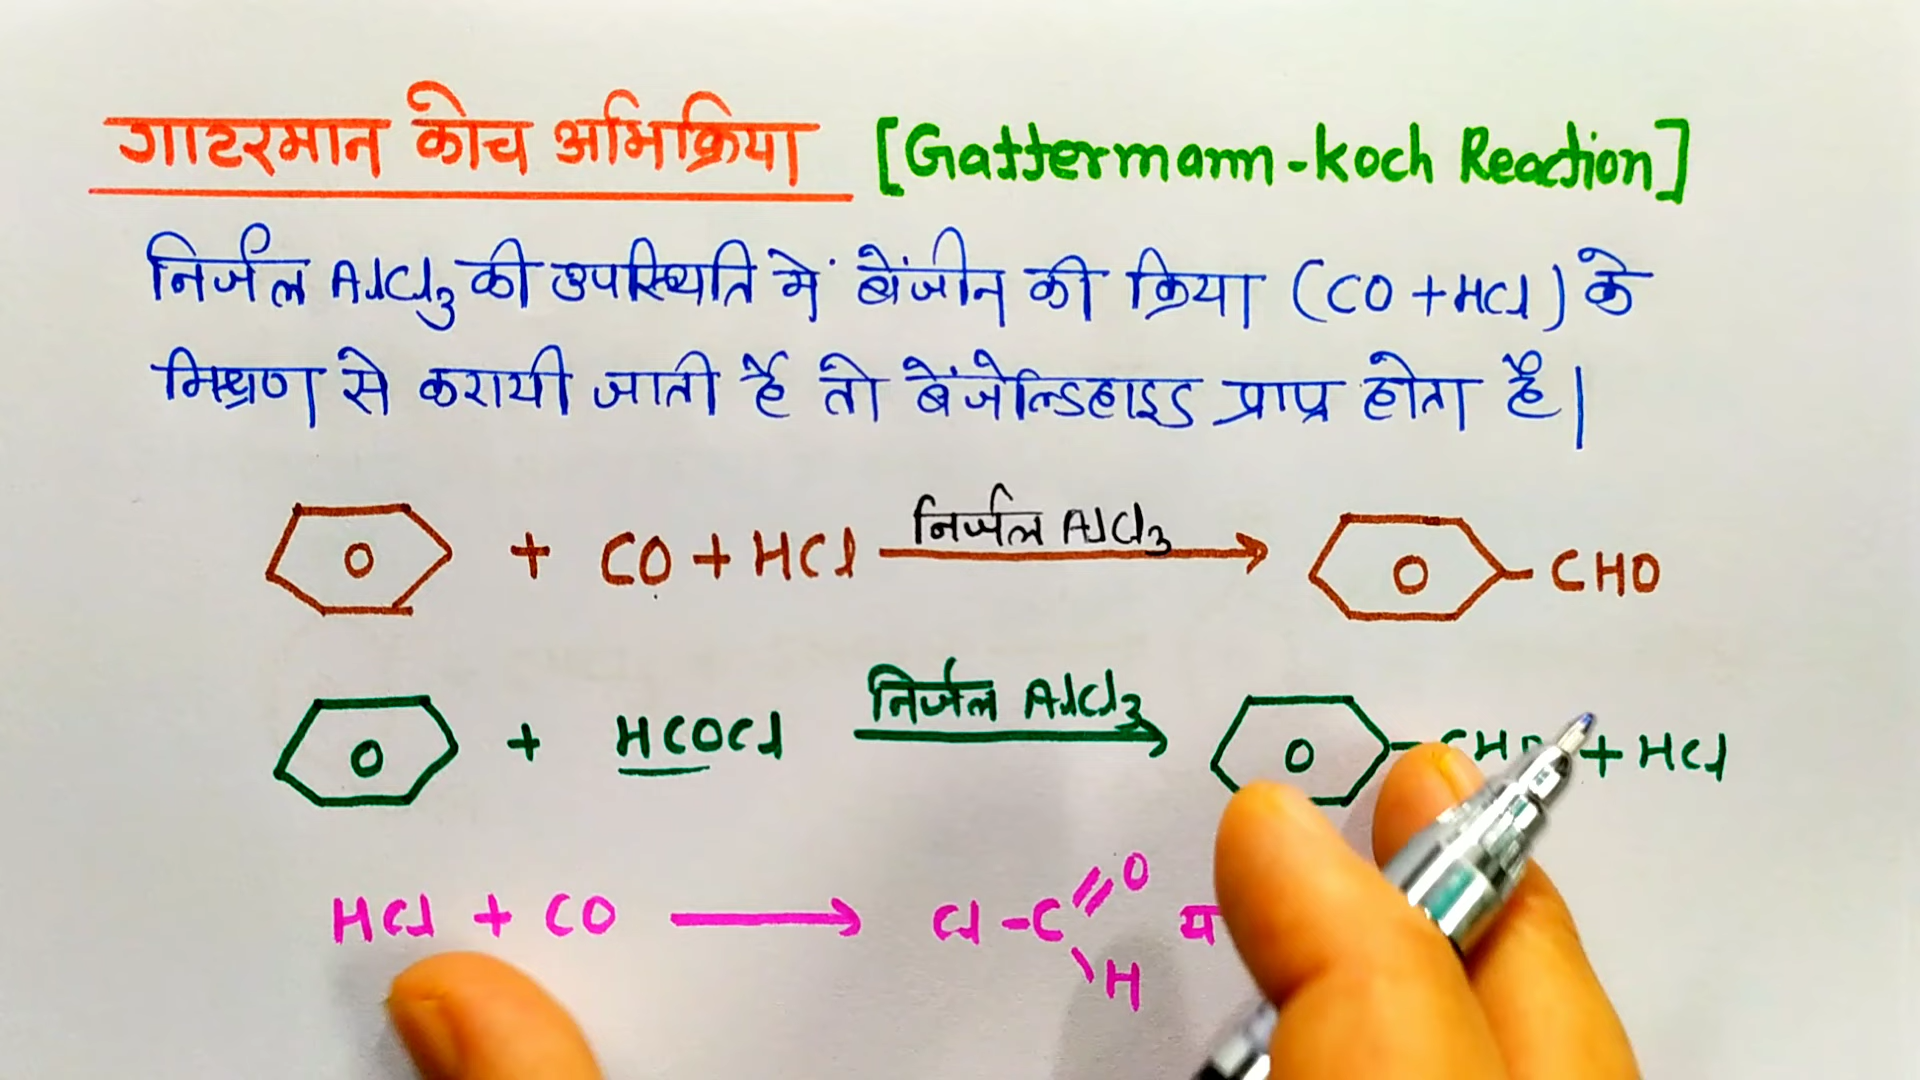 गाटरमान कोच अभिक्रिया [Gattermann-Koch Reaction]
निर्जल AlCl3 की उपस्थिति में बेंजीन की क्रिया (CO + HCl) के
मिश्रण से करायी जाती है तो बेंजेल्डिहाइड प्राप्त होता है|
+ CO + HCl निर्जल AlCl3 CHO
+ HCOCl निर्जल AlCl3 CHO + HCl
HCl + CO → Cl-C=O H